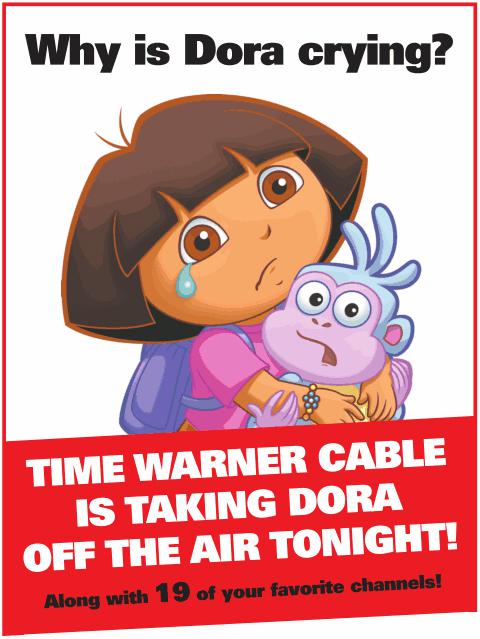 Why is Dora crying?
TIME WARNER CABLE
IS TAKING DORA
OFF THE AIR TONIGHT!
Along with 19 of your favorite channels!